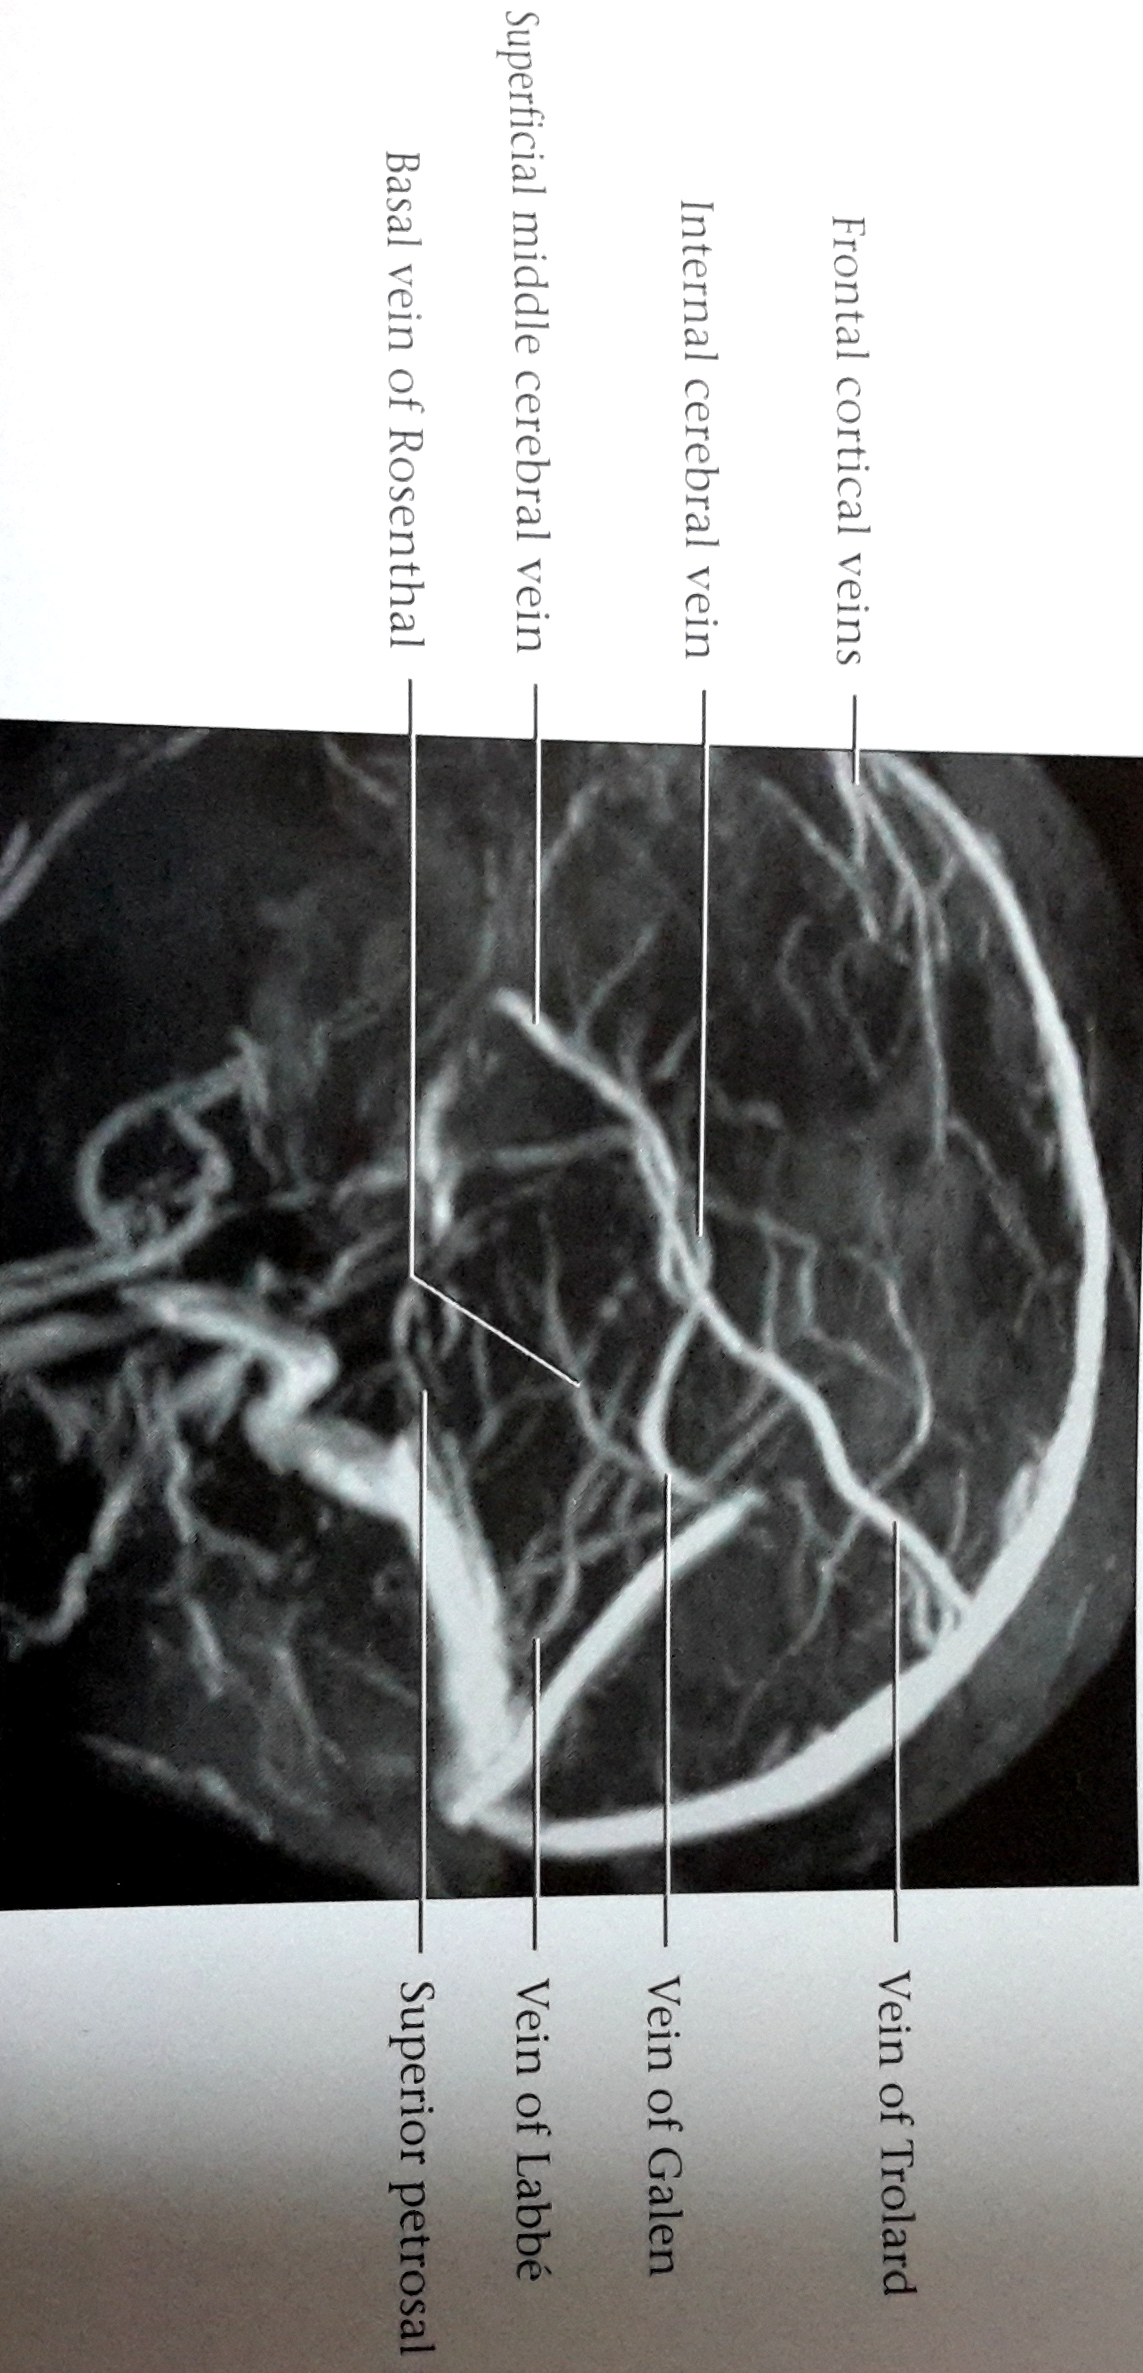 Frontal cortical veins
Internal cerebral vein
Superficial middle cerebral vein
Basal vein of Rosenthal
Vein of Trolard
Vein of Galen
Vein of Labbé
Superior petrosal